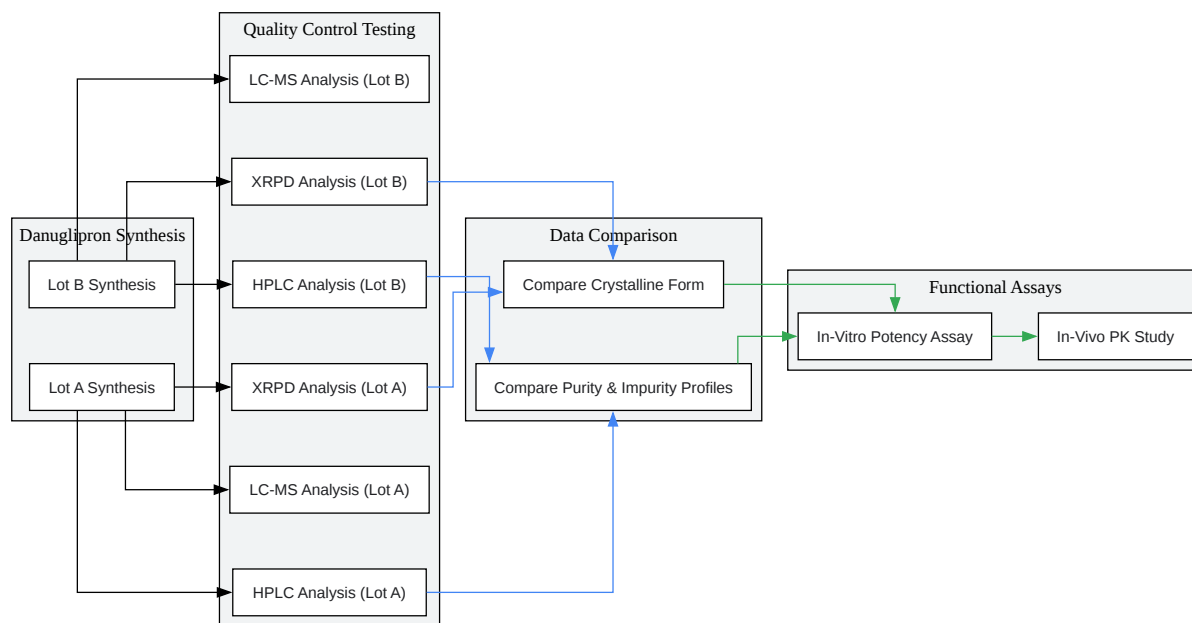 Quality Control Testing
LC-MS Analysis (Lot B)
XRPD Analysis (Lot B)
Danuglipron Synthesis
Data Comparison
Lot B Synthesis
HPLC Analysis (Lot B)
Compare Crystalline Form
Functional Assays
In-Vitro Potency Assay
In-Vivo PK Study
Lot A Synthesis
XRPD Analysis (Lot A)
Compare Purity & Impurity Profiles
LC-MS Analysis (Lot A)
HPLC Analysis (Lot A)